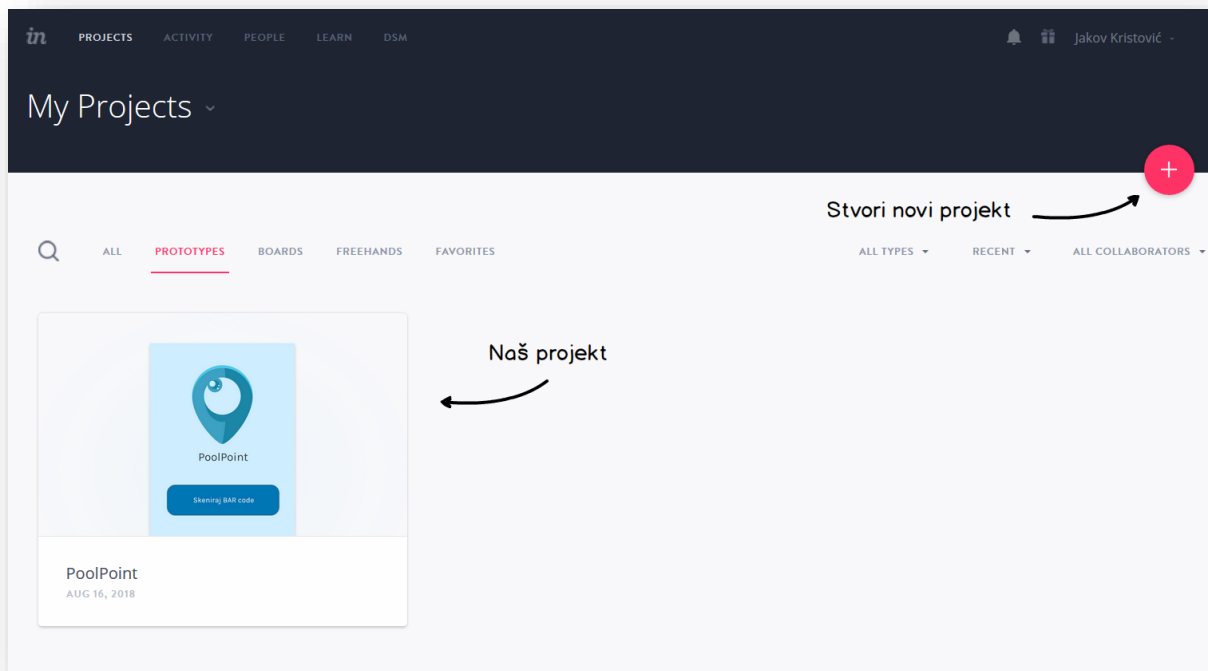 in PROJECTS ACTIVITY PEOPLE LEARN DSM Jakov Kristović
My Projects
Stvori novi projekt
ALL PROTOTYPES BOARDS FREEHANDS FAVORITES ALL TYPES RECENT ALL COLLABORATORS
Naš projekt
PoolPoint
Skeniraj BAR code
PoolPoint
AUG 16, 2018